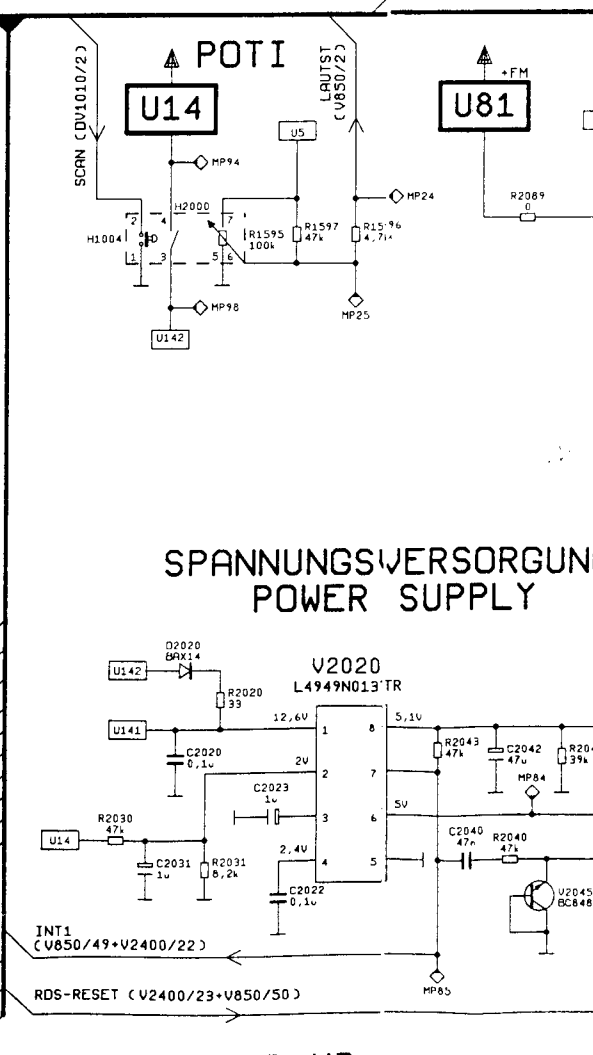 POTI
SCAN (DV1010/2)
U14
LAUTST
(V850/2)
+FM
U81
U5
MP94
MP24
R2089
0
H2000
2
4
7
H1004
R1595
100k
R1597
47k
R1596
4,7k
1
3
5
6
MP98
MP25
U142
SPANNUNGSVERSORGUN
POWER SUPPLY
D2020
BAX14
U142
V2020
L4949N013TR
R2020
33
U141
12,6V
1
8
5,1V
C2020
0,1u
R2043
47k
C2042
47u
39k
2V
2
7
MP84
C2023
1u
5V
R2030
47k
3
6
U14
C2040
47n
R2040
47k
2,4V
4
5
C2031
1u
R2031
8,2k
C2022
0,1u
V2045
BC848
INT1
(V850/49+V2400/22)
MP85
RDS-RESET (V2400/23+V850/50)